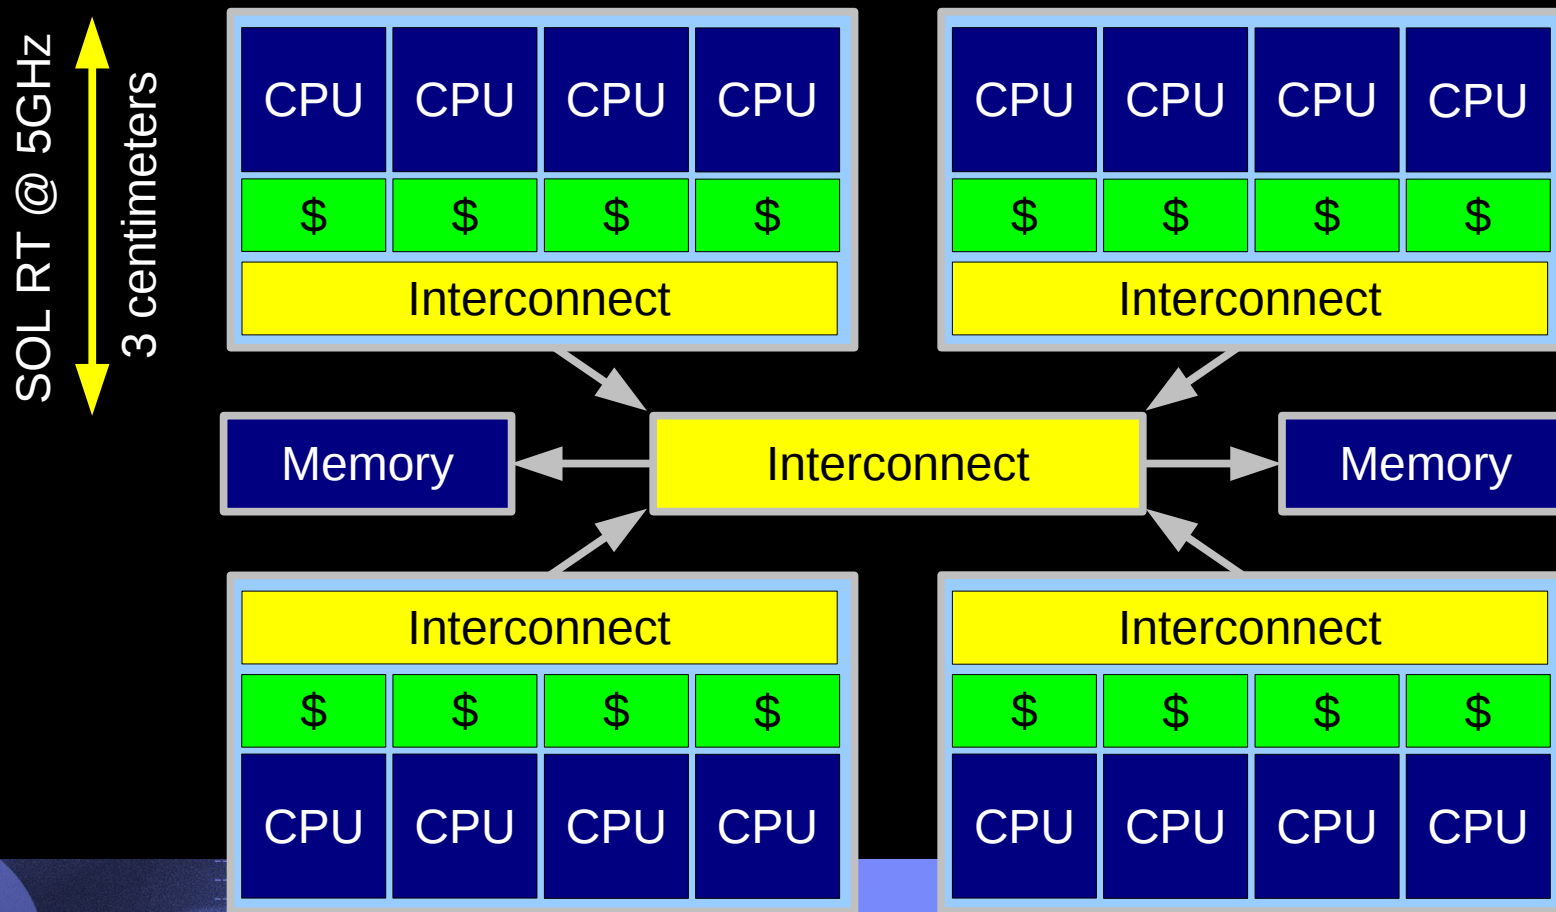 SOL RT @ 5GHz
3 centimeters
CPU CPU CPU CPU
$ $ $ $
Interconnect
CPU CPU CPU CPU
$ $ $ $
Interconnect
Memory
Interconnect
Memory
Interconnect
$ $ $ $
CPU CPU CPU CPU
Interconnect
$ $ $ $
CPU CPU CPU CPU